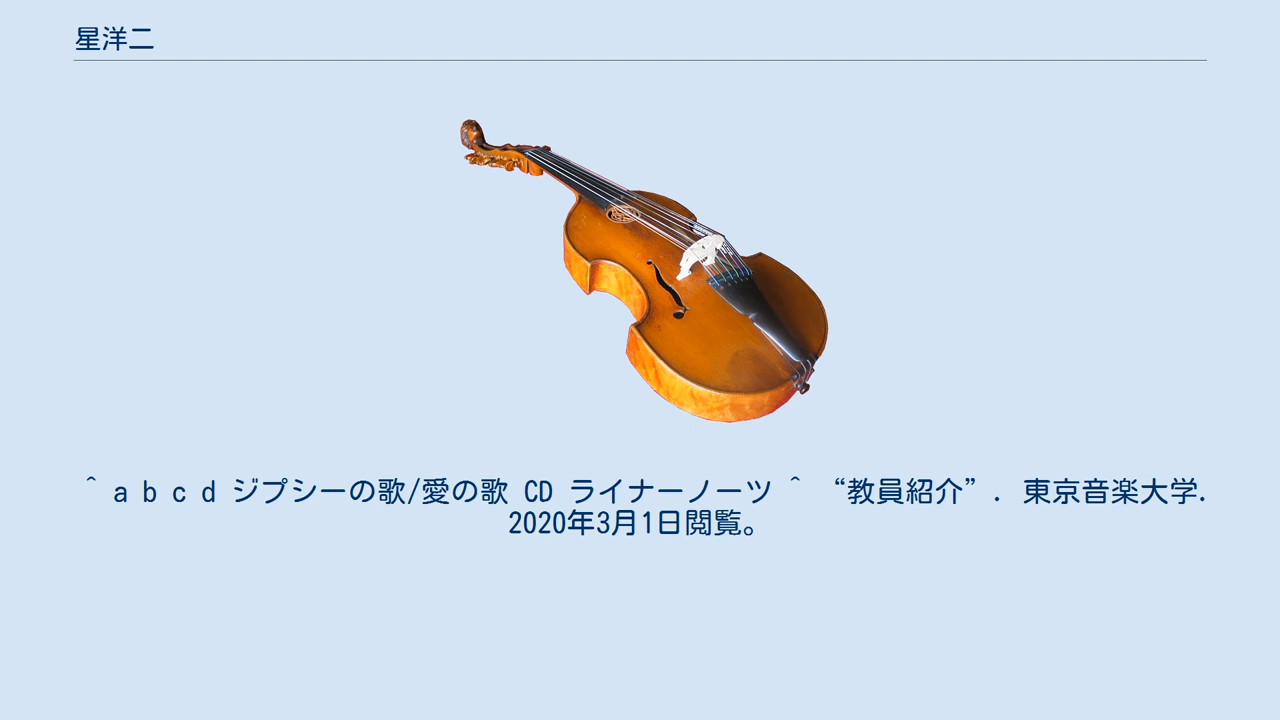 星洋二
^ a b c d ジプシーの歌/愛の歌 CD ライナーノーツ ^ “教員紹介”. 東京音楽大学.
2020年3月1日閲覧。